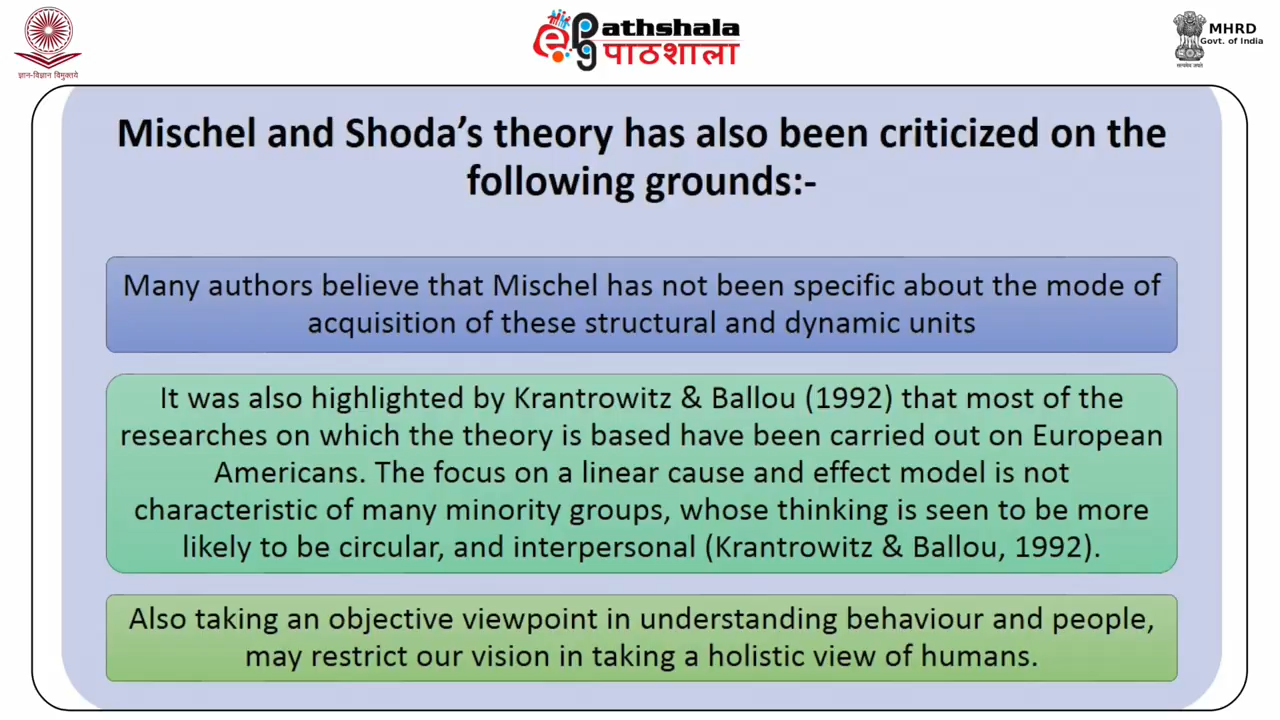 ज्ञान-विज्ञान विमुक्तये
ePG athshala
पाठशाला
सत्यमेव जयते
MHRD
Govt. of India
Mischel and Shoda’s theory has also been criticized on the
following grounds:-
Many authors believe that Mischel has not been specific about the mode of
acquisition of these structural and dynamic units
It was also highlighted by Krantrowitz & Ballou (1992) that most of the
researches on which the theory is based have been carried out on European
Americans. The focus on a linear cause and effect model is not
characteristic of many minority groups, whose thinking is seen to be more
likely to be circular, and interpersonal (Krantrowitz & Ballou, 1992).
Also taking an objective viewpoint in understanding behaviour and people,
may restrict our vision in taking a holistic view of humans.